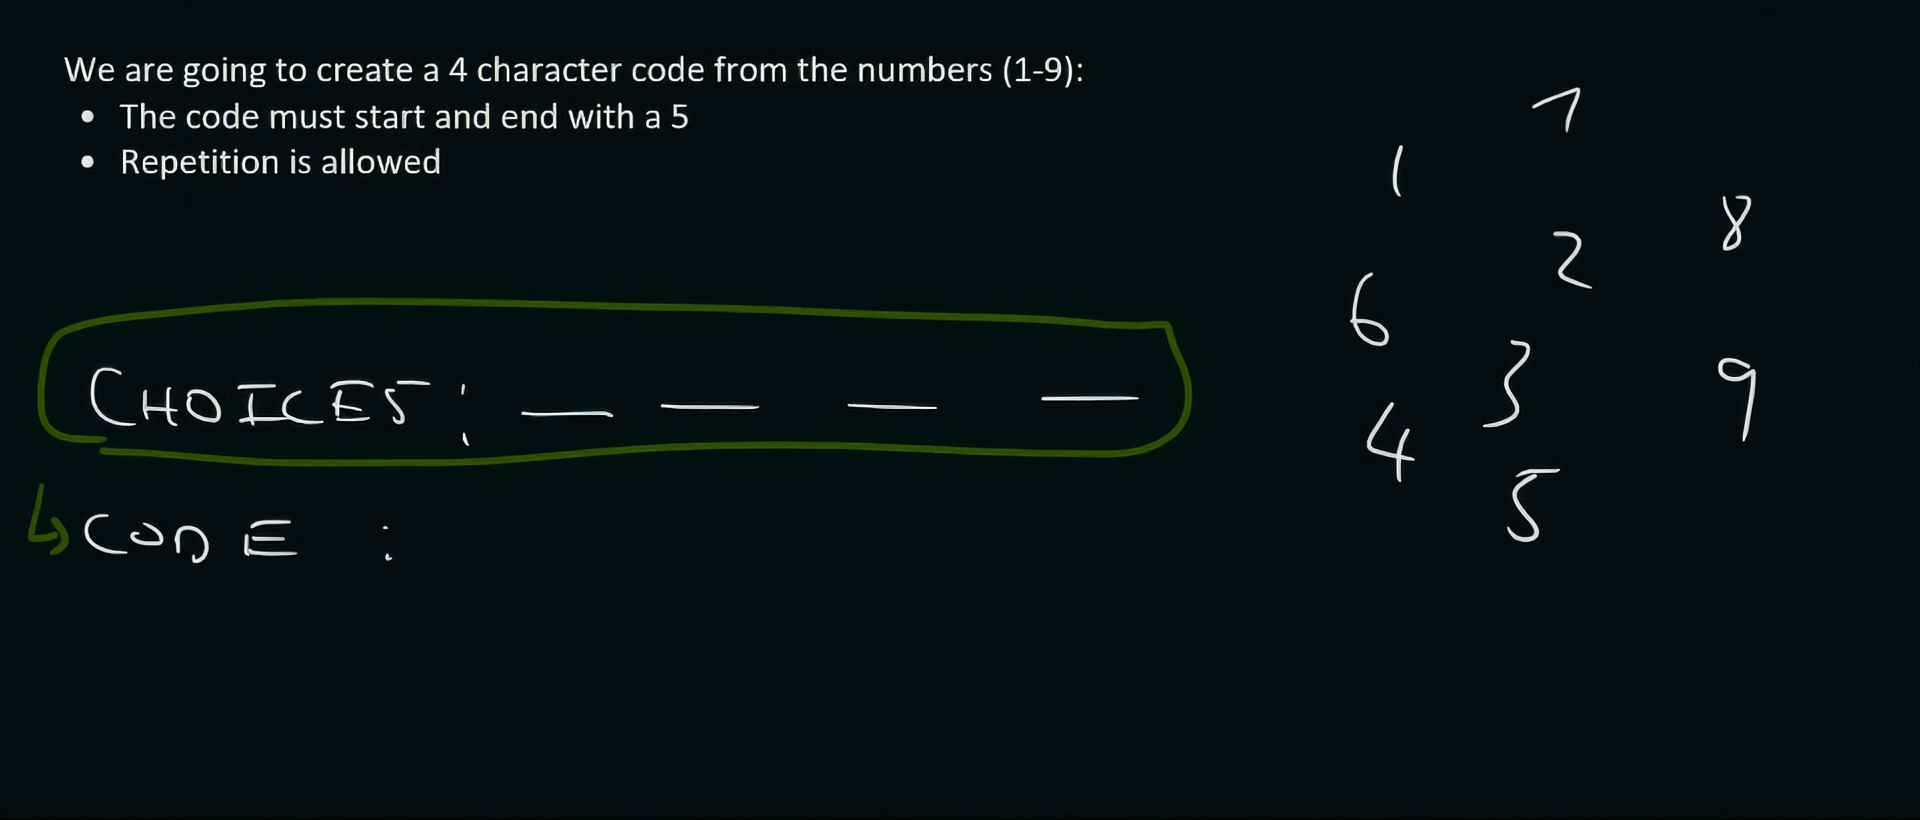 We are going to create a 4 character code from the numbers (1-9):
• The code must start and end with a 5
• Repetition is allowed
7
1
8
2
6
3
9
CHOICES: _ _ _ _
4
5
CODE :